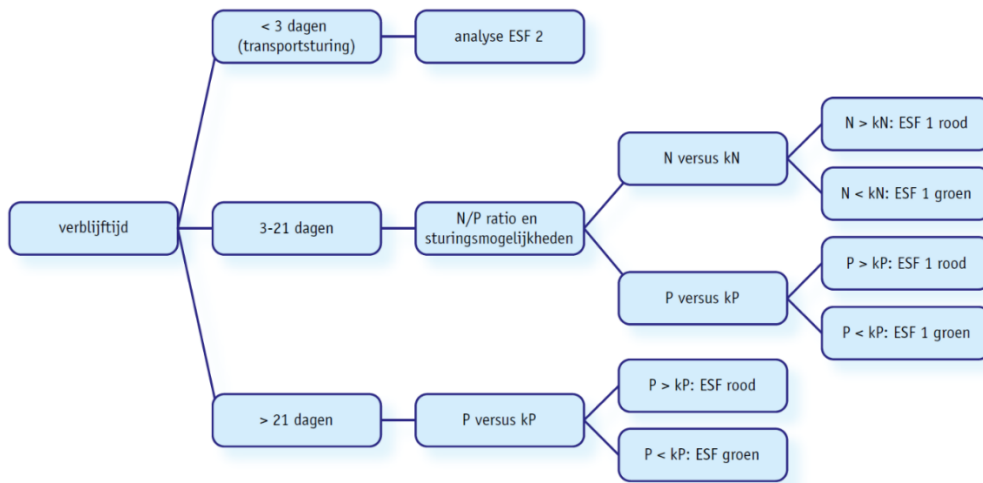 < 3 dagen
(transportsturing)
analyse ESF 2
N > kN: ESF 1 rood
N versus kN
N < kN: ESF 1 groen
verblijftijd
3-21 dagen
N/P ratio en
sturingsmogelijkheden
P > kP: ESF 1 rood
P versus kP
P < kP: ESF 1 groen
P > kP: ESF rood
> 21 dagen
P versus kP
P < kP: ESF groen